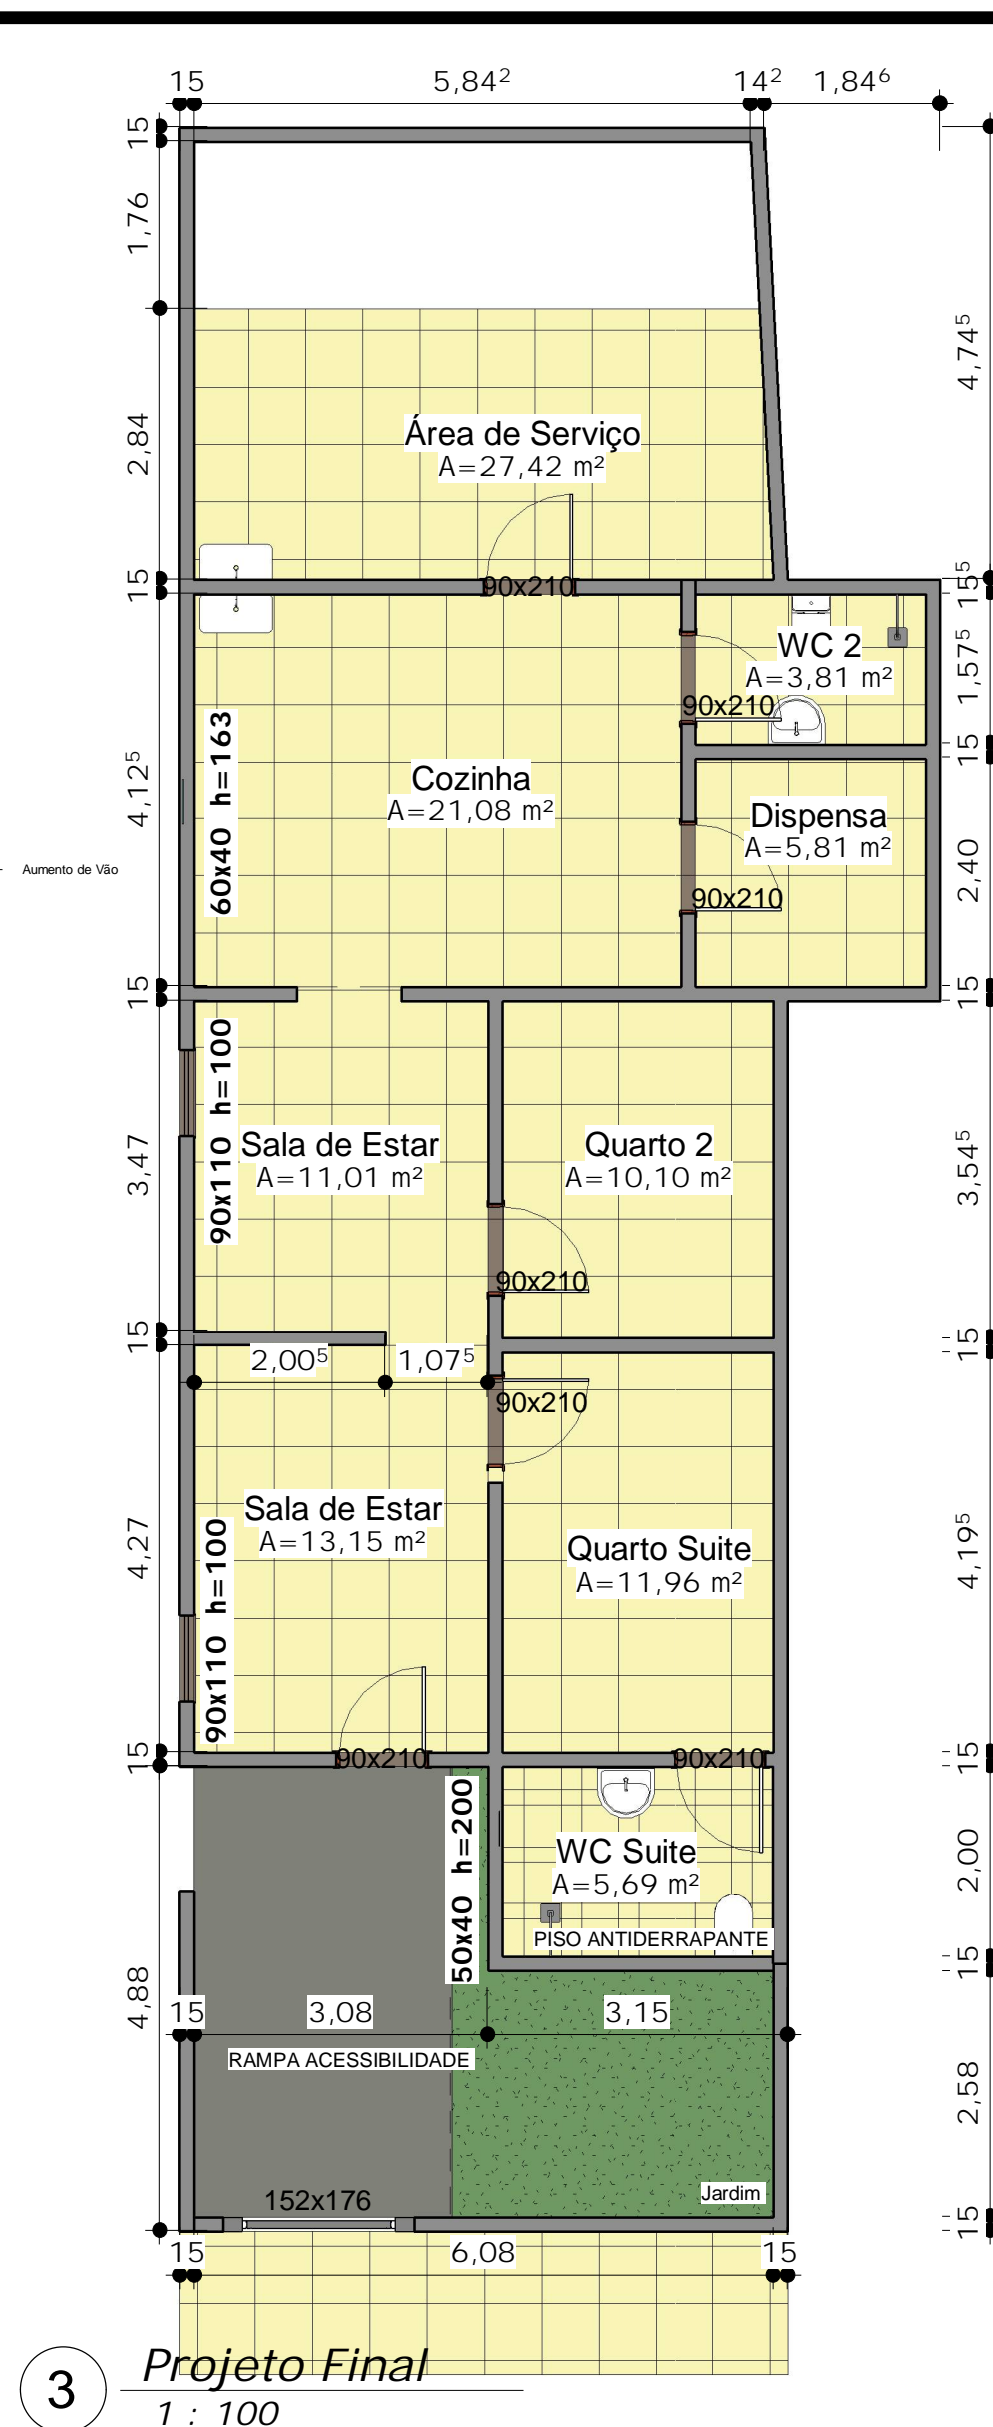 15 5,84² 14² 1,84⁶
15
1,76
4,74⁵
2,84
Área de Serviço
A=27,42 m²
15
90x210
15⁵
WC 2
A=3,81 m²
1,57⁵
90x210
60x40 h=163
4,12⁵
15
Cozinha
A=21,08 m²
Dispensa
A=5,81 m²
2,40
Aumento de Vão
90x210
15
15
90x110 h=100
3,47
Sala de Estar
A=11,01 m²
Quarto 2
A=10,10 m²
3,54⁵
90x210
15
15
2,00⁵ 1,07⁵
90x210
Sala de Estar
A=13,15 m²
4,27
90x110 h=100
Quarto Suite
A=11,96 m²
4,19⁵
15
90x210
90x210
15
50x40 h=200
WC Suite
A=5,69 m²
2,00
PISO ANTIDERRAPANTE
15
4,88
15 3,08 3,15
RAMPA ACESSIBILIDADE
2,58
Jardim
152x176
15
15 6,08 15
3
Projeto Final
1 : 100